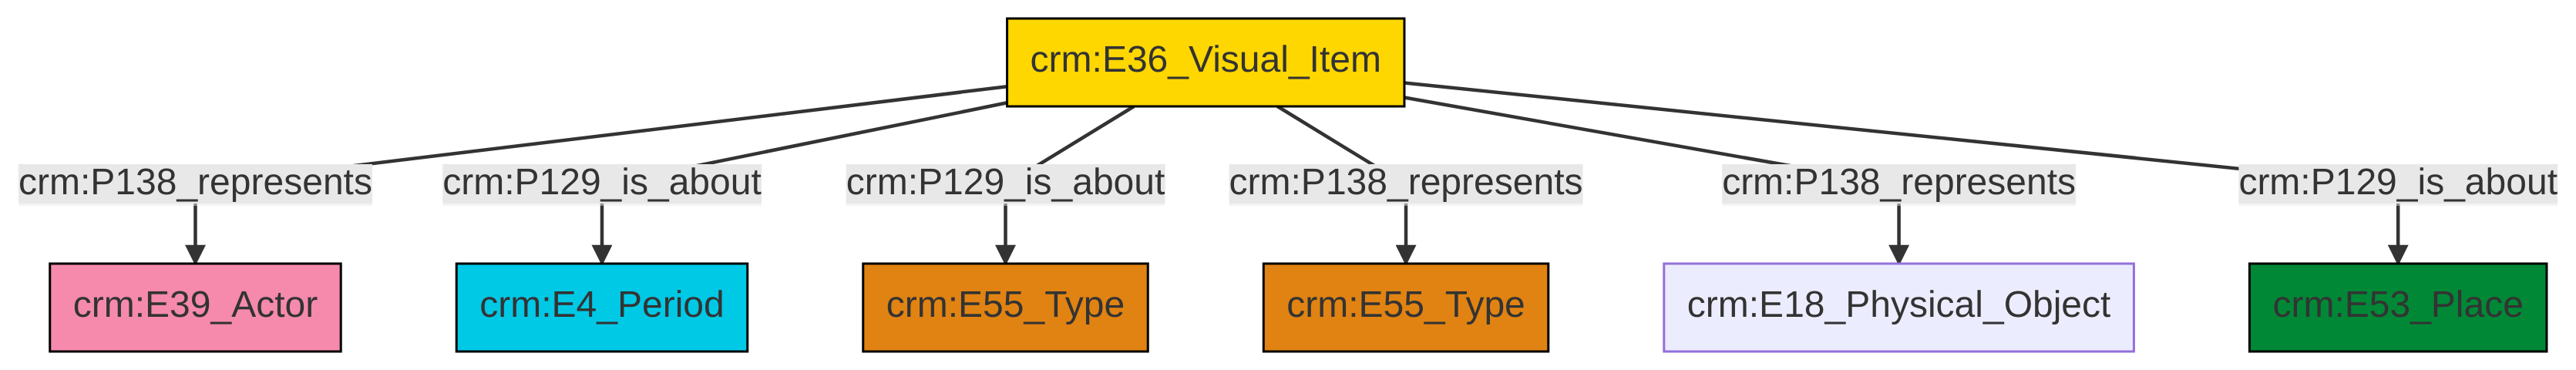 crm:E36_Visual_Item
crm:P138_represents
crm:P129_is_about
crm:P129_is_about
crm:P138_represents
crm:P138_represents
crm:P129_is_about
crm:E39_Actor
crm:E4_Period
crm:E55_Type
crm:E55_Type
crm:E18_Physical_Object
crm:E53_Place